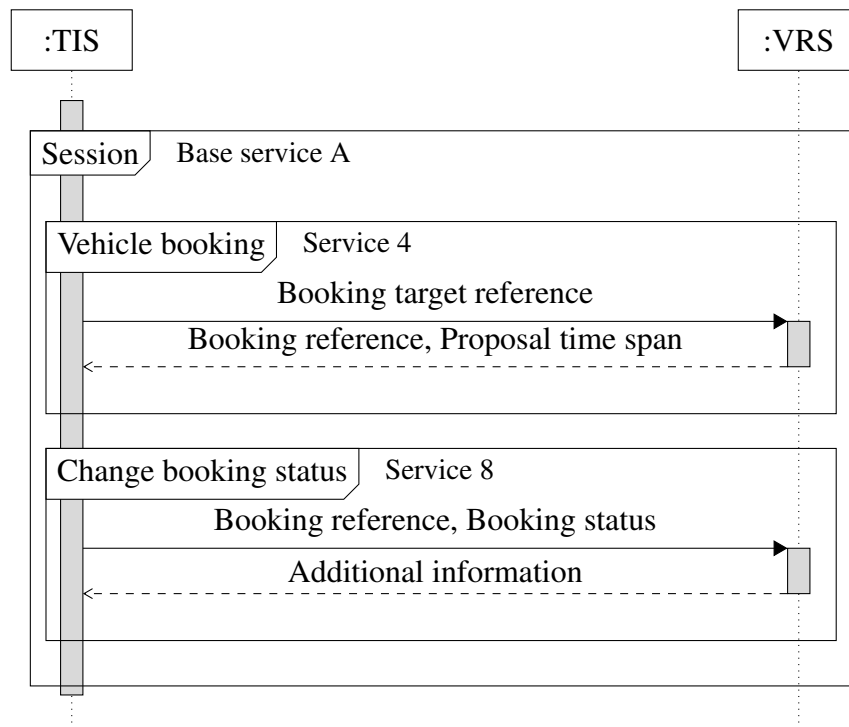 :TIS
:VRS
Session
Base service A
Vehicle booking
Service 4
Booking target reference
Booking reference, Proposal time span
Change booking status
Service 8
Booking reference, Booking status
Additional information